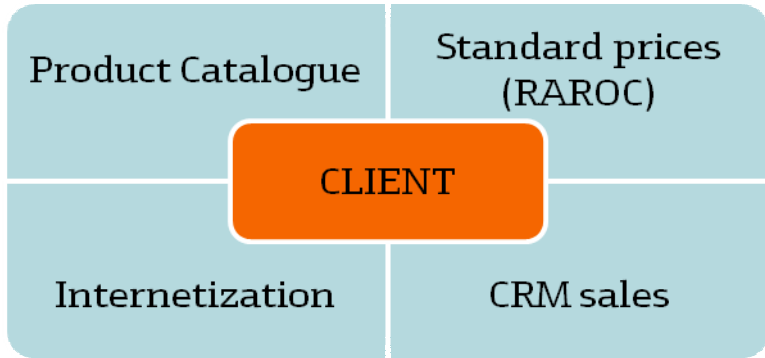 Product Catalogue
Standard prices
(RAROC)
CLIENT
Internetization
CRM sales